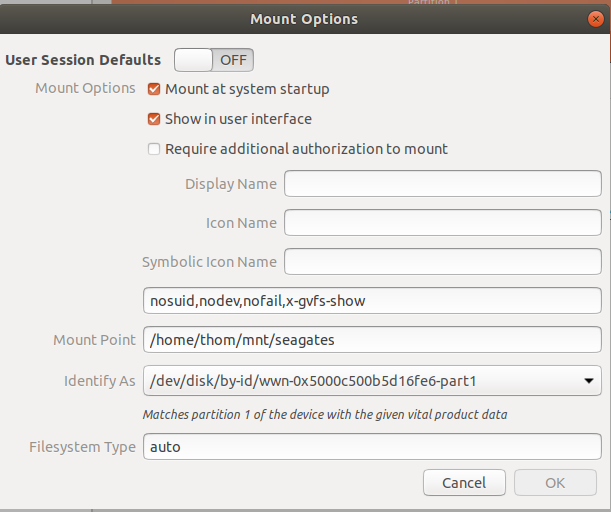 Partition 1
Mount Options
User Session Defaults OFF
Mount Options Mount at system startup
Show in user interface
Require additional authorization to mount
Display Name
Icon Name
Symbolic Icon Name
nosuid,nodev,nofail,x-gvfs-show
Mount Point /home/thom/mnt/seagates
Identify As /dev/disk/by-id/wwn-0x5000c500b5d16fe6-part1
Matches partition 1 of the device with the given vital product data
Filesystem Type auto
Cancel OK